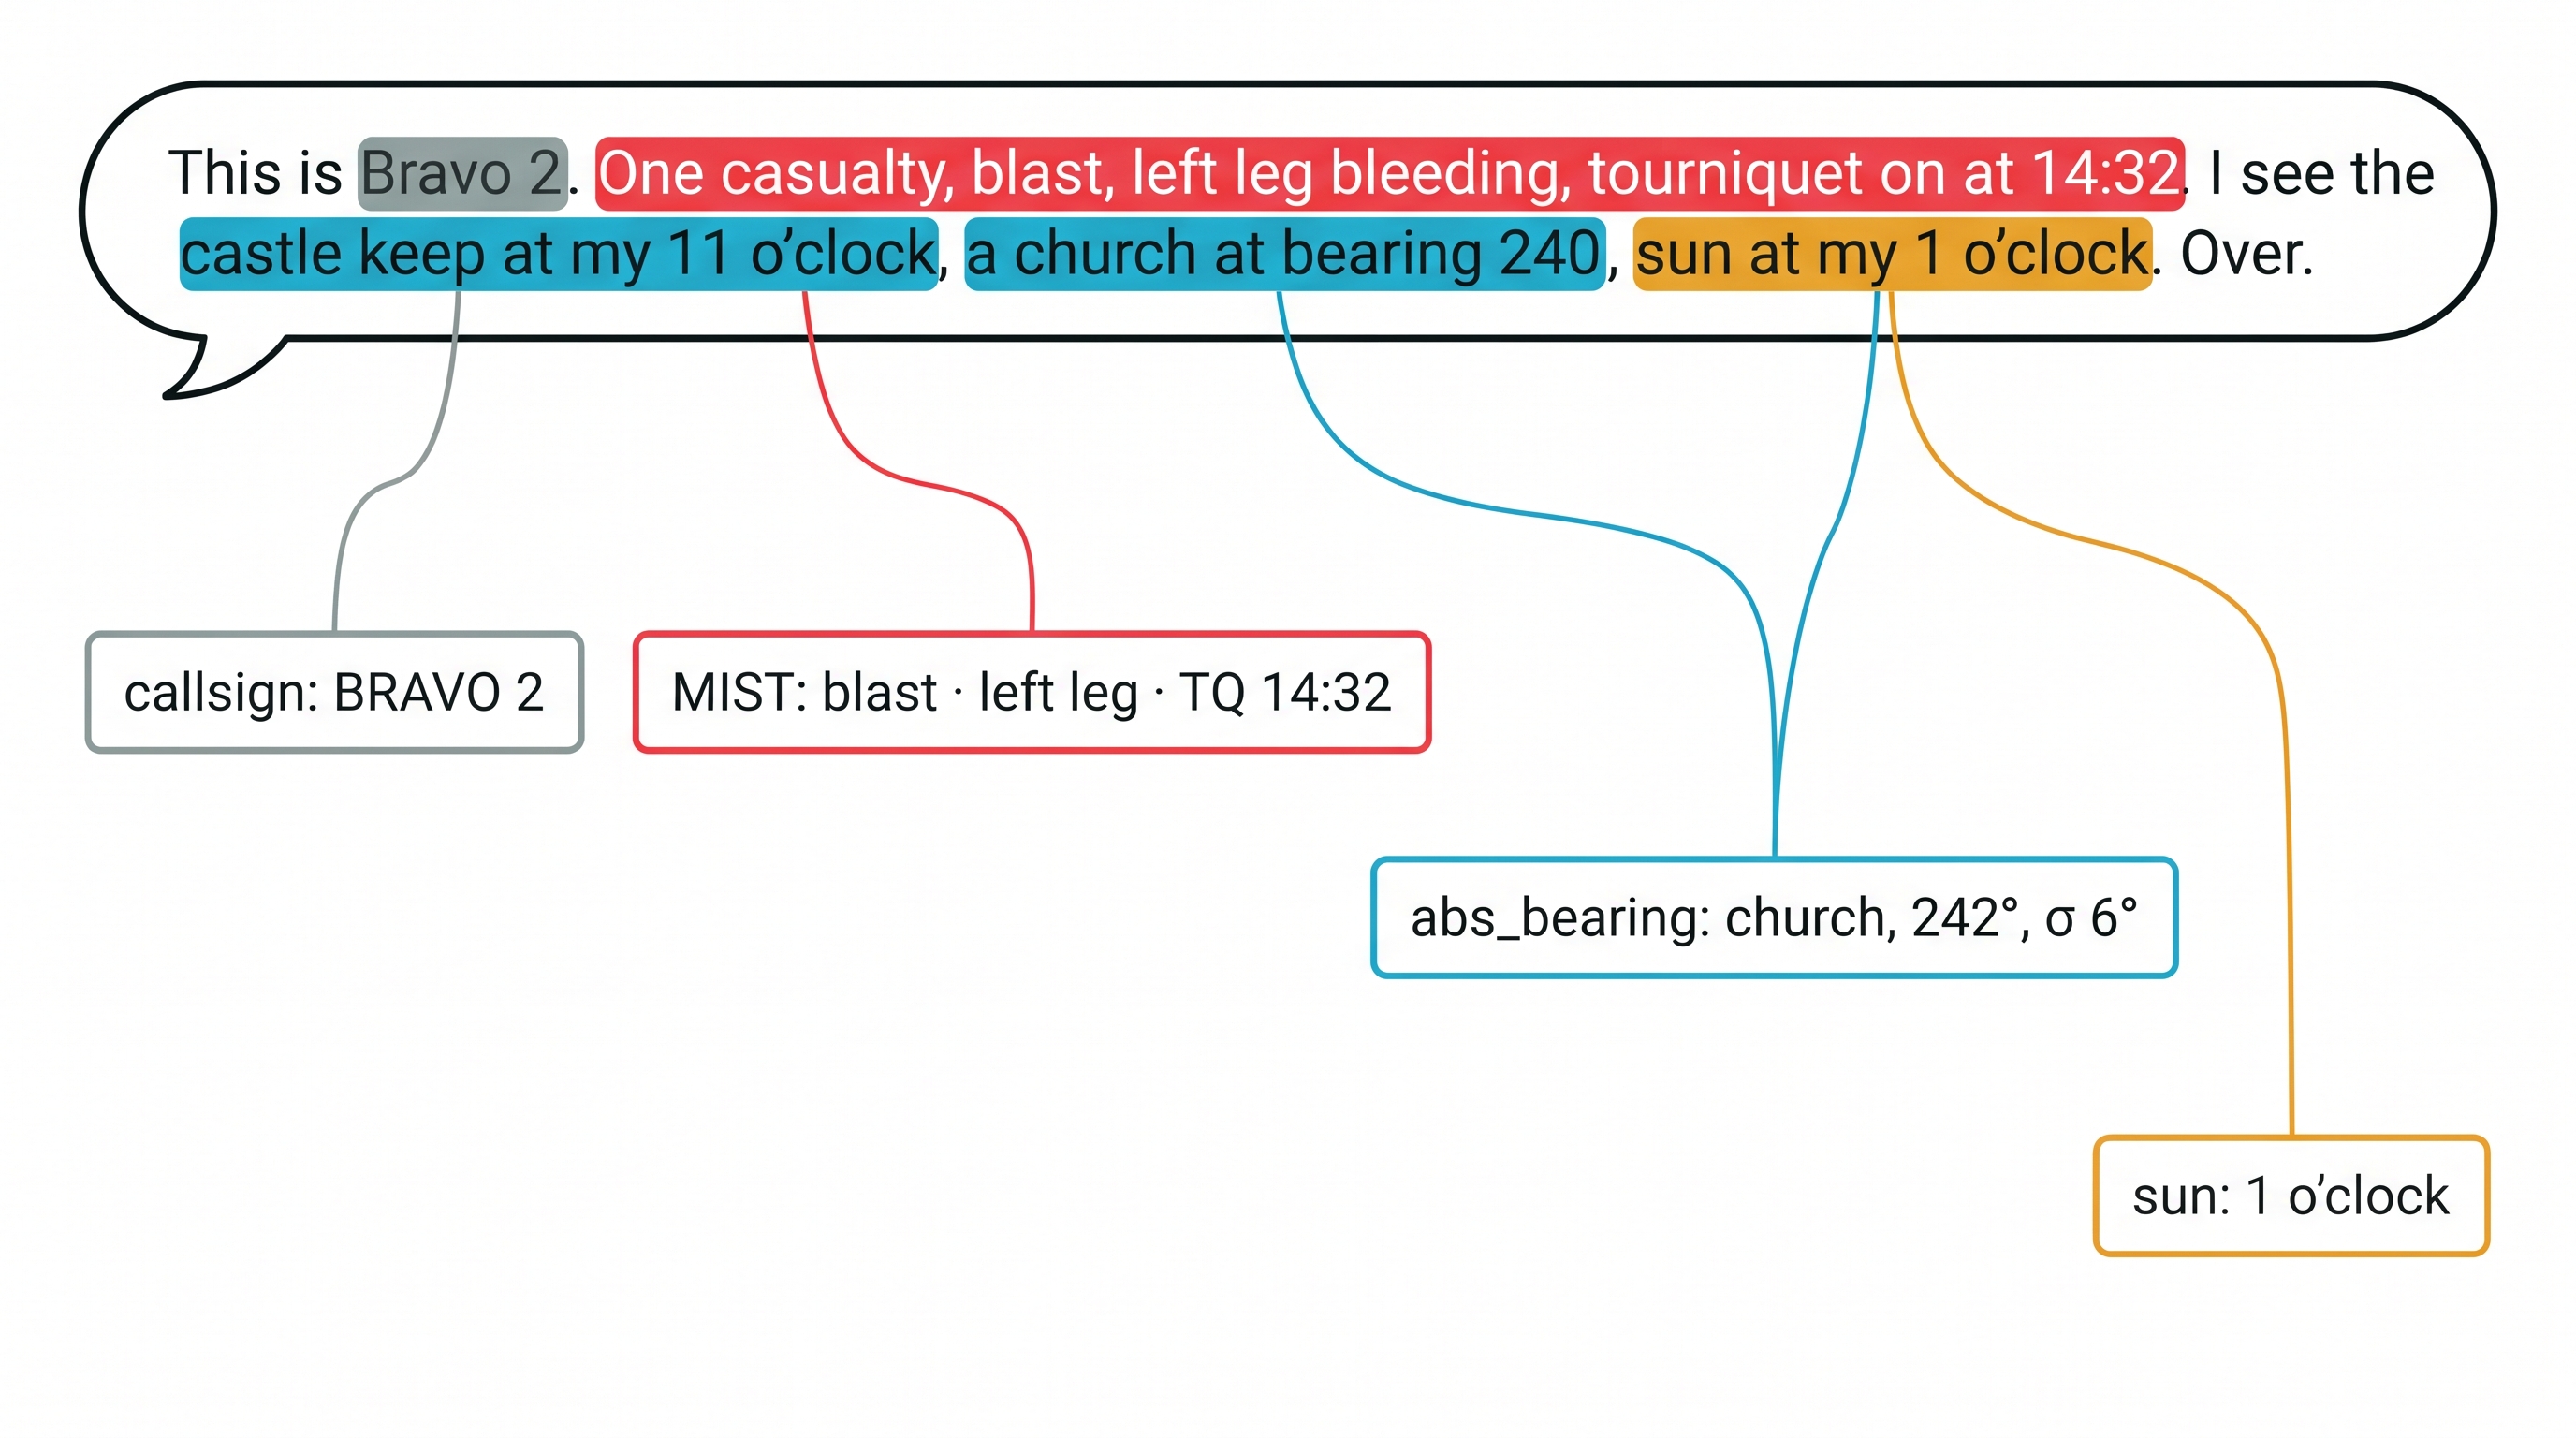 This is Bravo 2. One casualty, blast, left leg bleeding, tourniquet on at 14:32. I see the
castle keep at my 11 o’clock, a church at bearing 240, sun at my 1 o’clock. Over.
callsign: BRAVO 2
MIST: blast · left leg · TQ 14:32
abs_bearing: church, 242°, σ 6°
sun: 1 o’clock